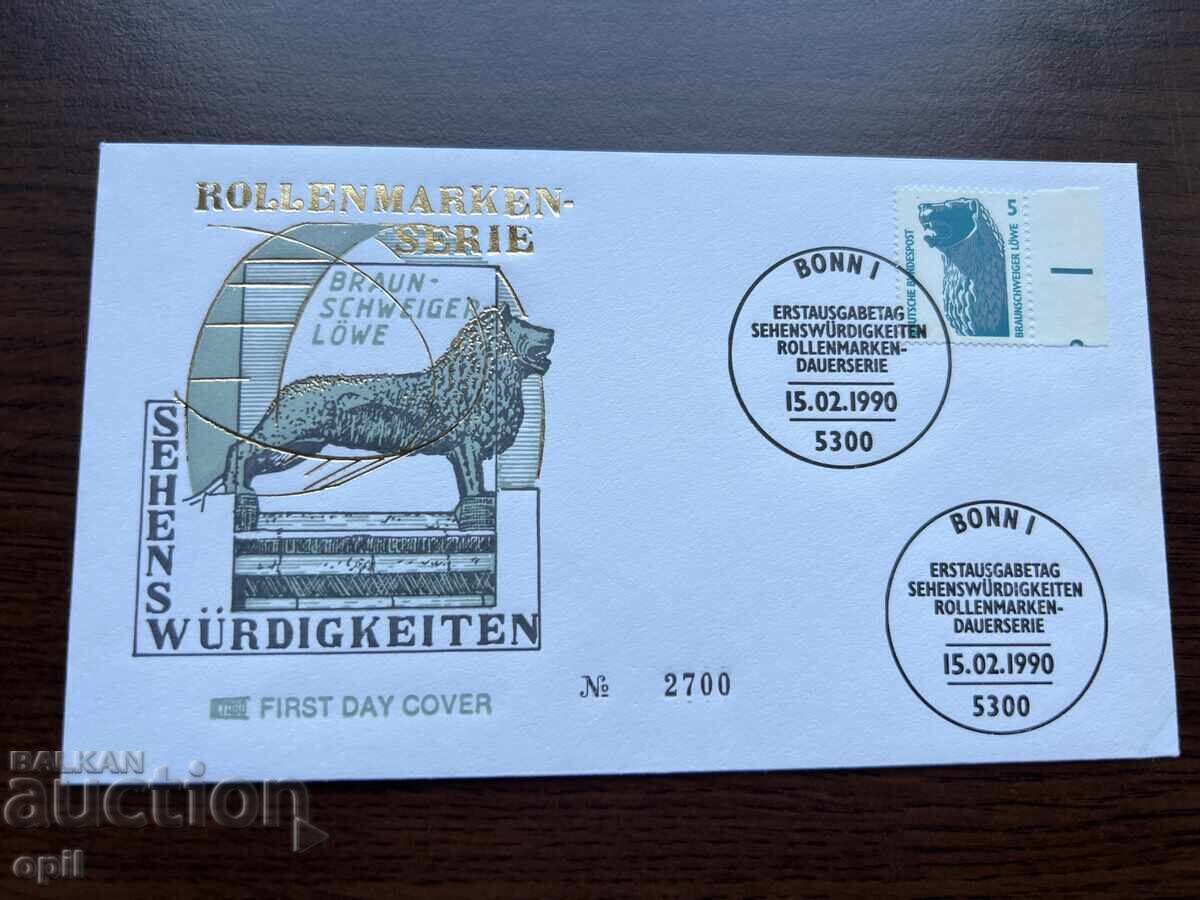 ROLLENMARKEN-
SERIE
BRAUN-
SCHWEIGER
LÖWE
SEHENSWÜRDIGKEITEN
FIRST DAY COVER
№ 2700
5
DEUTSCHE BUNDESPOST
BRAUNSCHWEIGER LÖWE
BONN 1
ERSTAUSGABETAG
SEHENSWÜRDIGKEITEN
ROLLENMARKEN-
DAUERSERIE
15.02.1990
5300
BONN 1
ERSTAUSGABETAG
SEHENSWÜRDIGKEITEN
ROLLENMARKEN-
DAUERSERIE
15.02.1990
5300
BALKAN
auction
opil